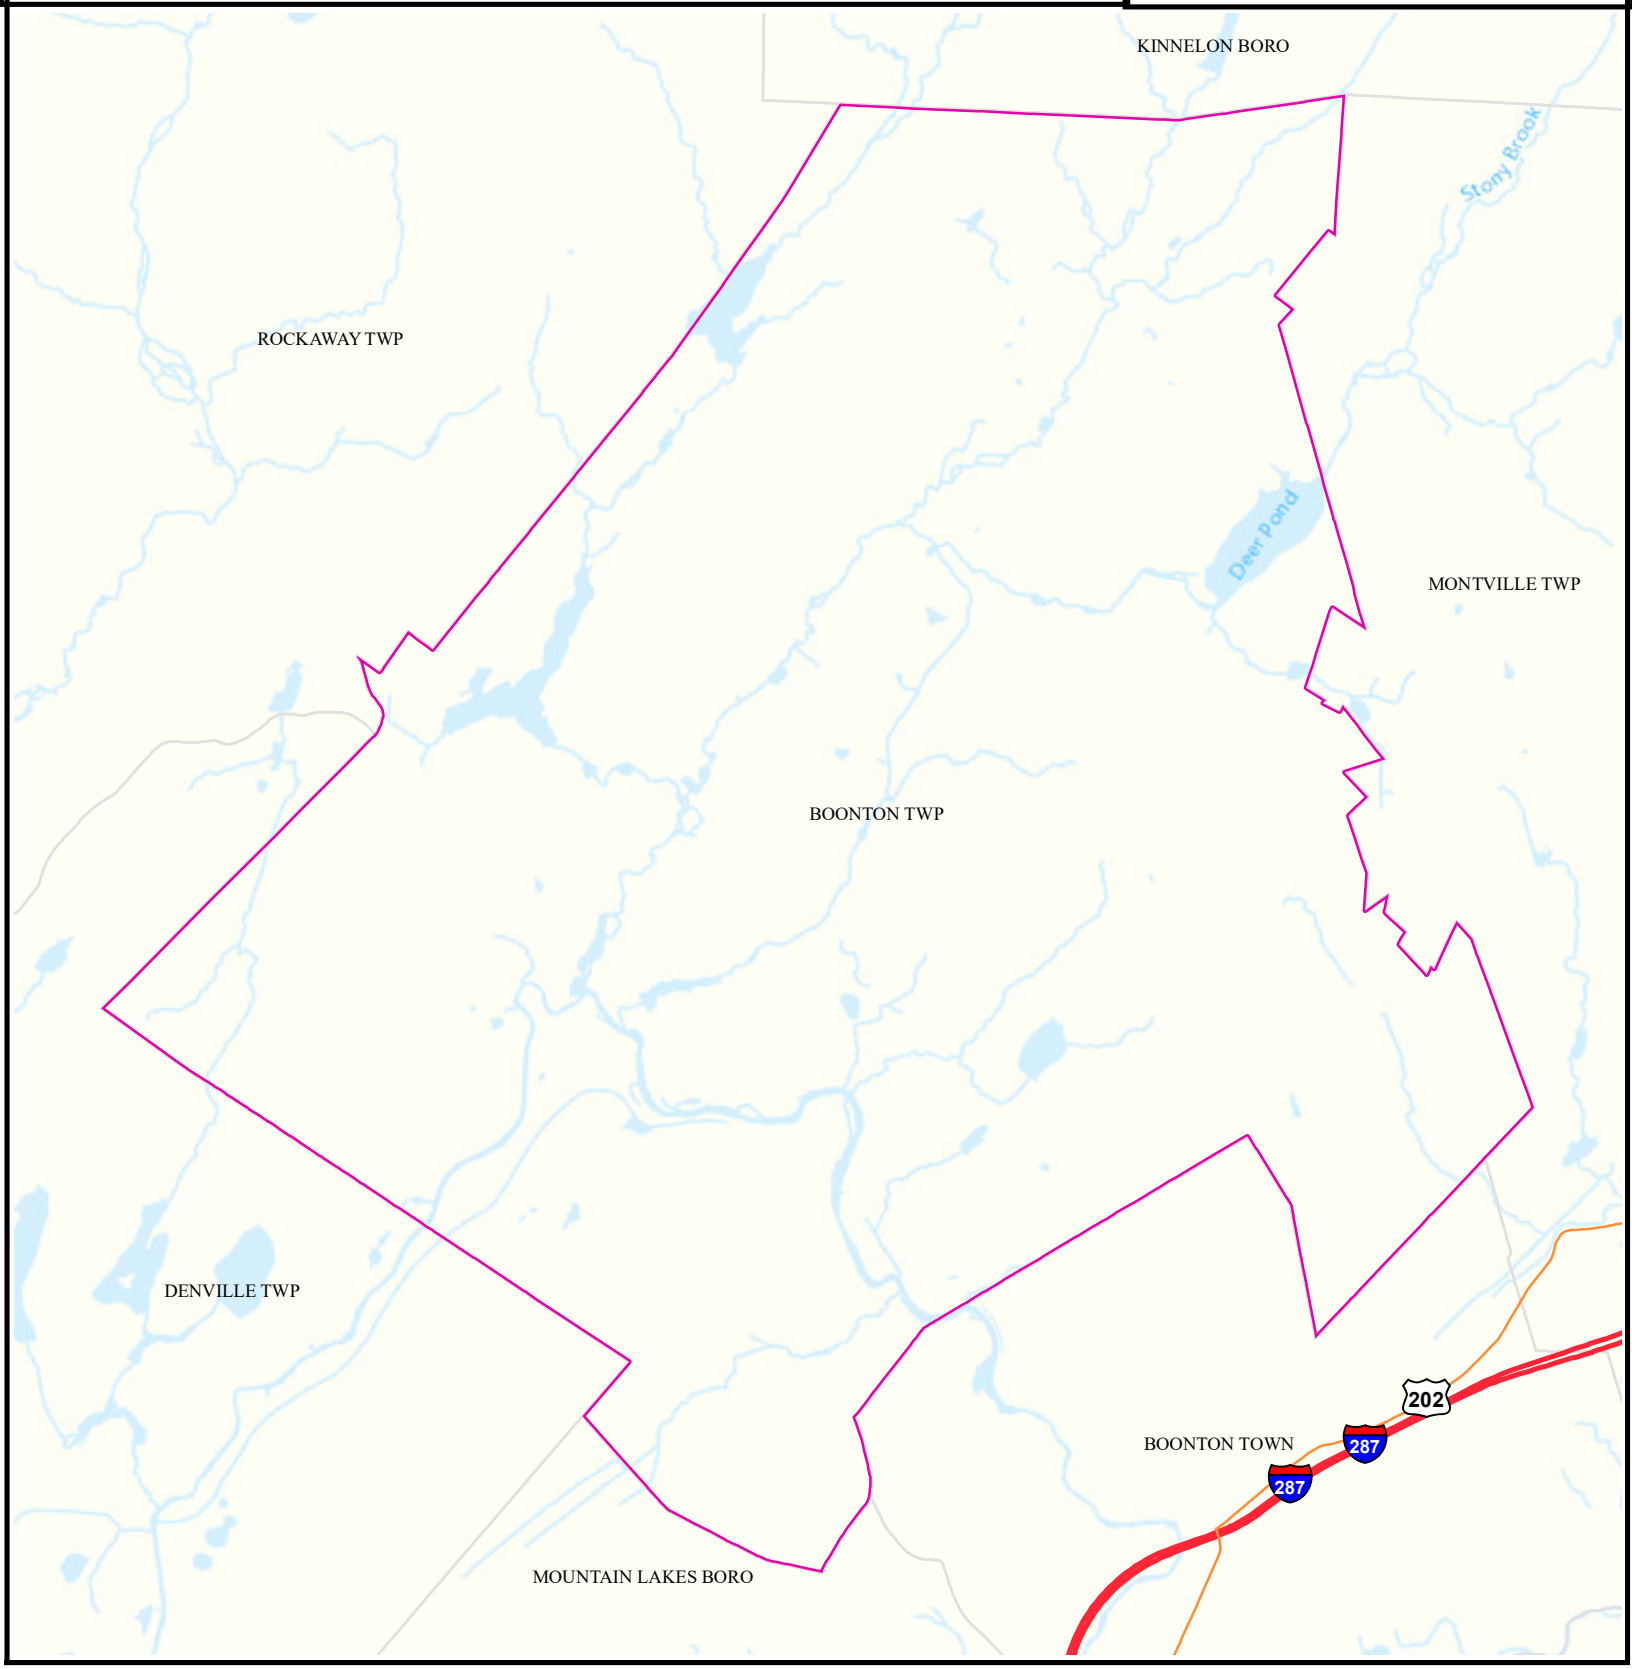 KINNELON BORO
Stony Brook
ROCKAWAY TWP
Deer Pond
MONTVILLE TWP
BOONTON TWP
DENVILLE TWP
202
BOONTON TOWN
287
287
MOUNTAIN LAKES BORO